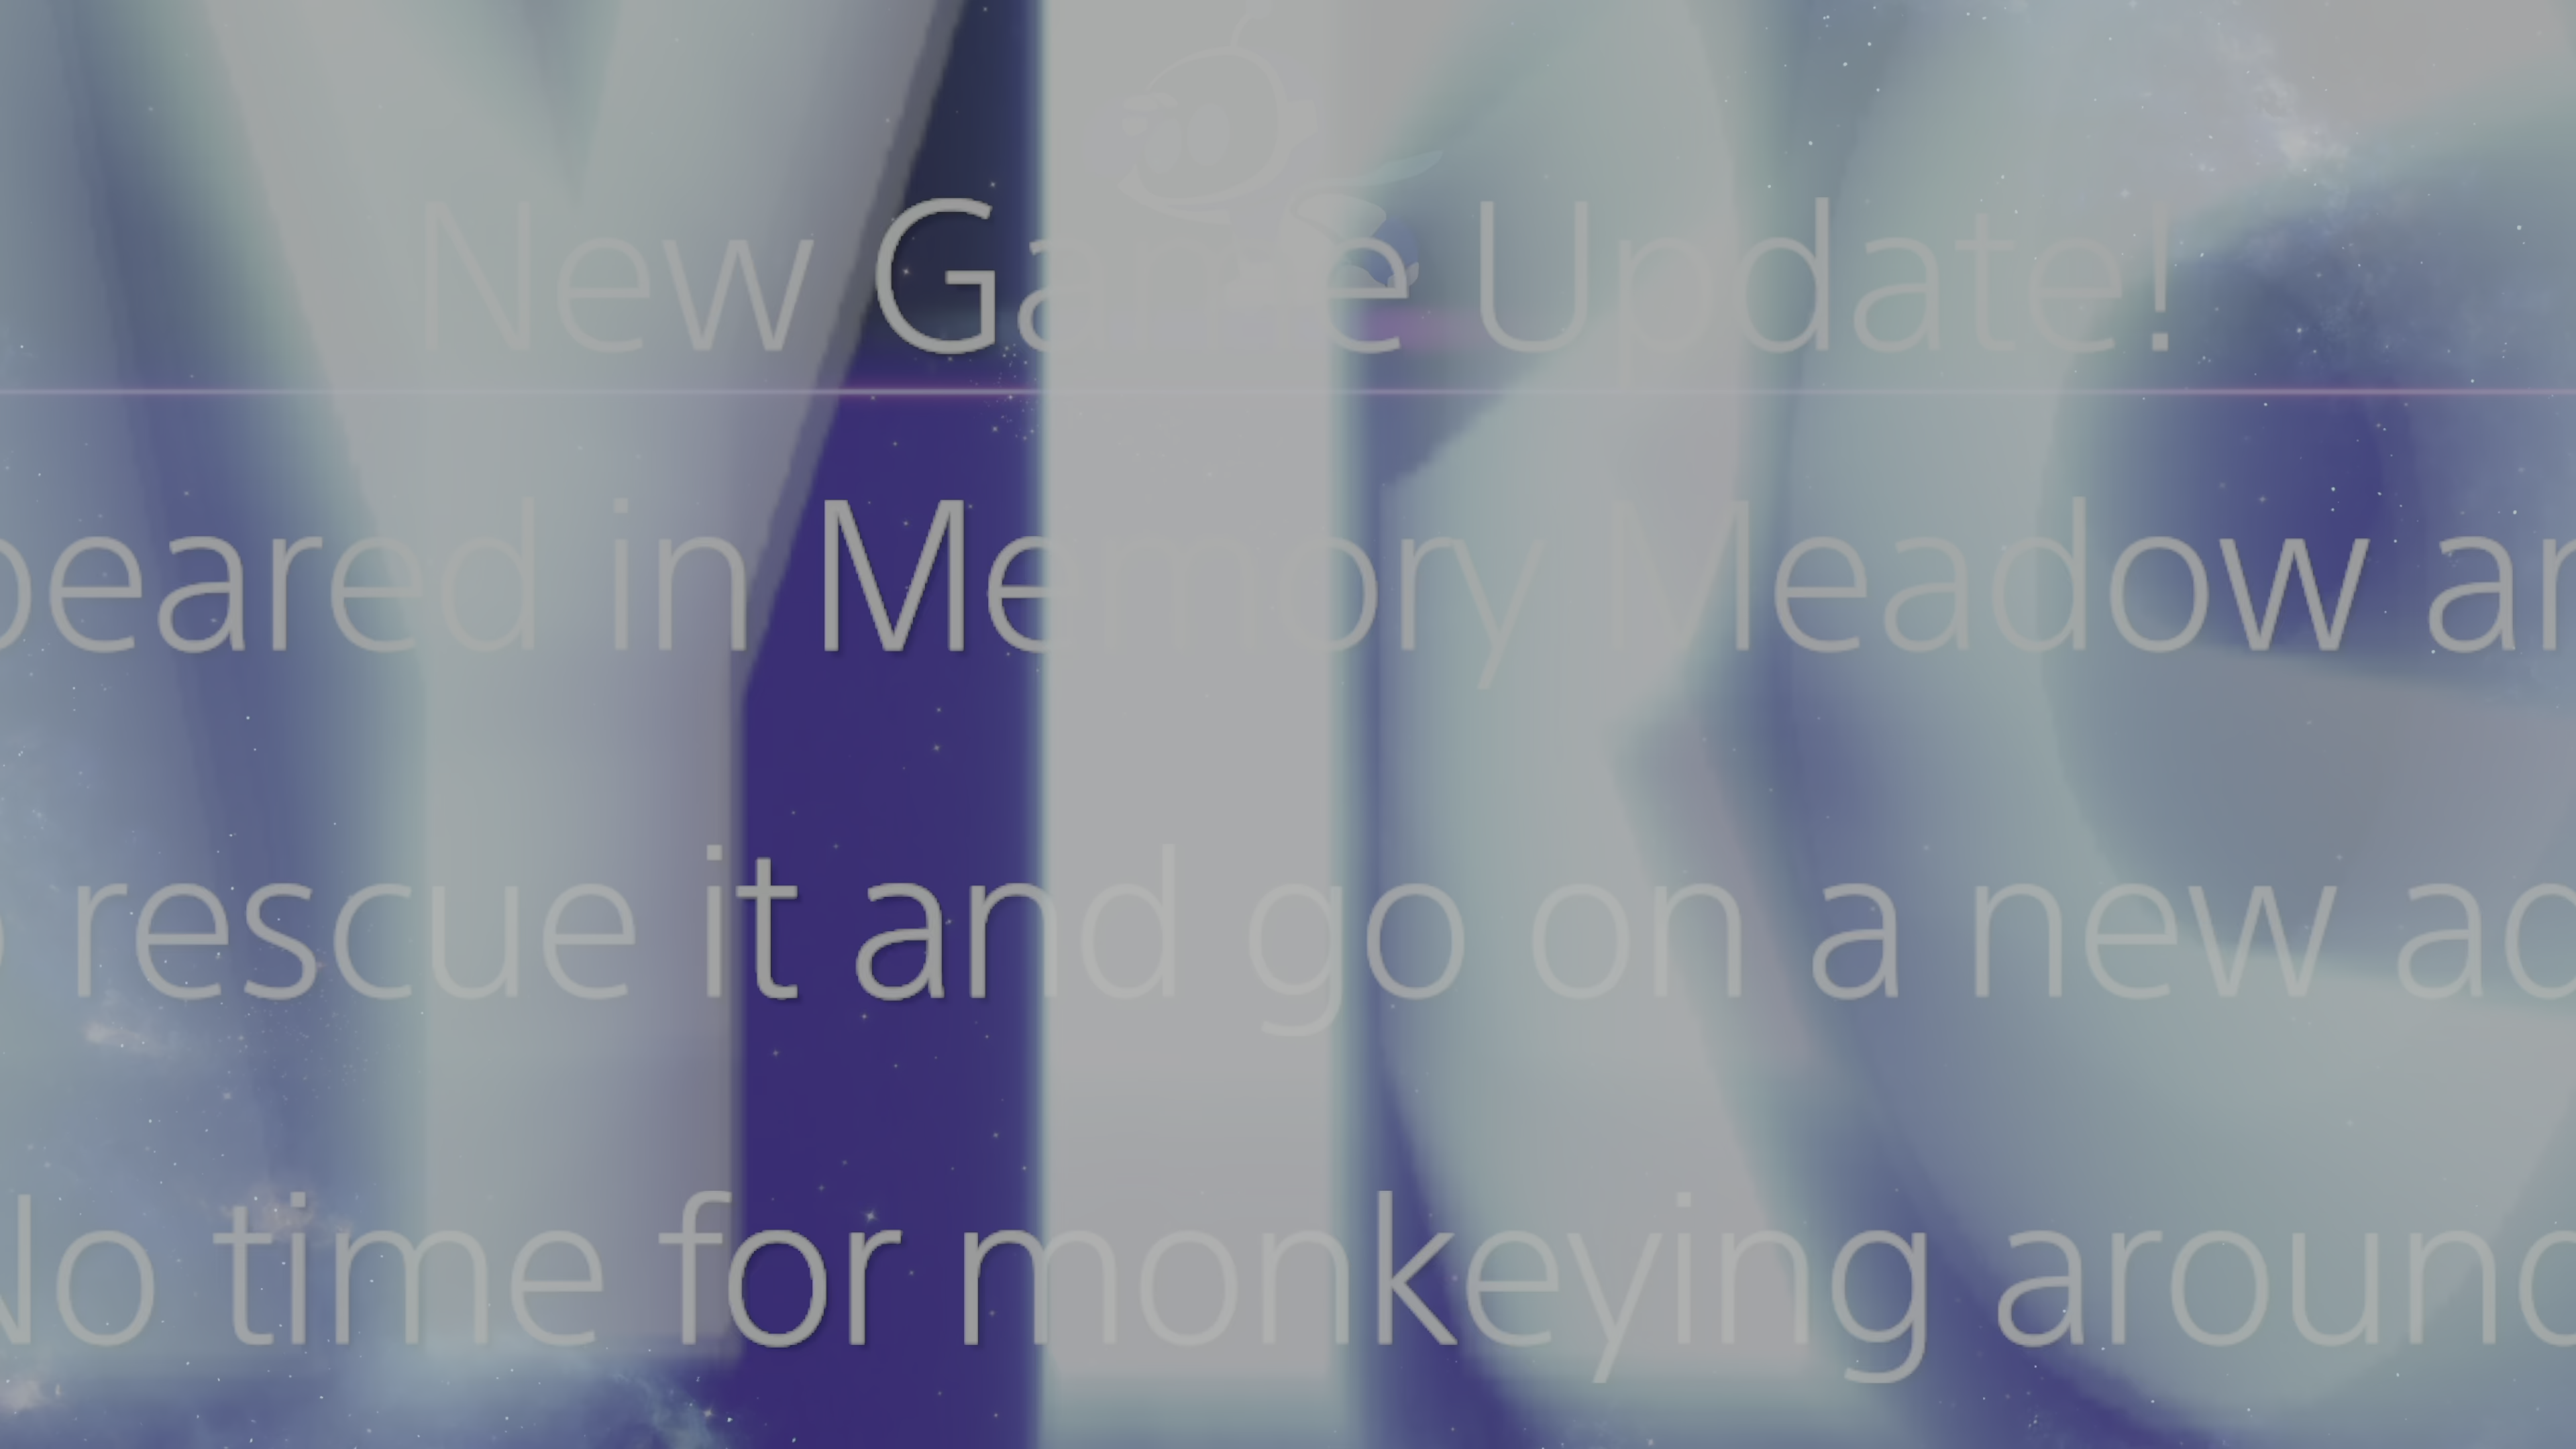 New Game Update!
peared in Memory Meadow an
rescue it and go on a new ad
No time for monkeying around